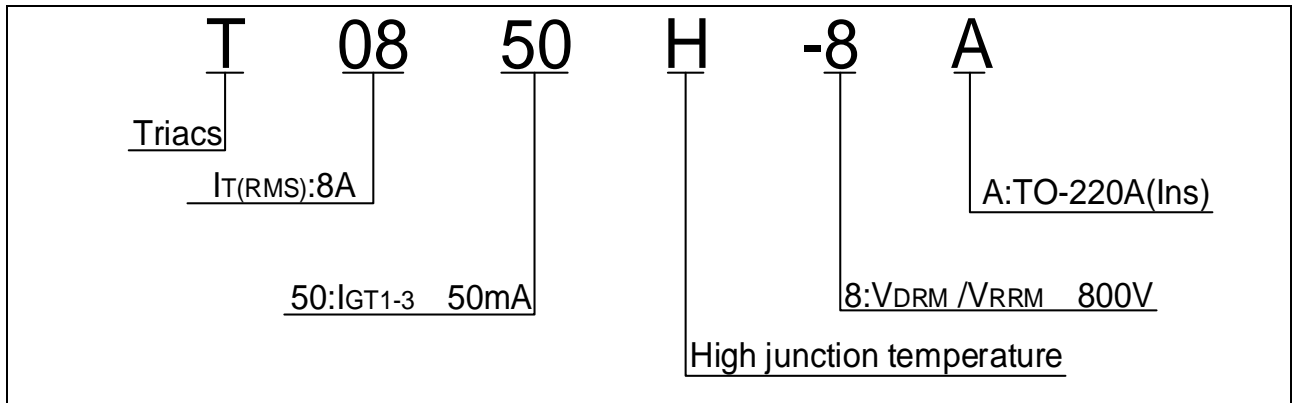 T 08 50 H -8 A
Triacs
IT(RMS):8A
A:TO-220A(Ins)
50:IGT1-3 50mA
8:VDRM /VRRM 800V
High junction temperature